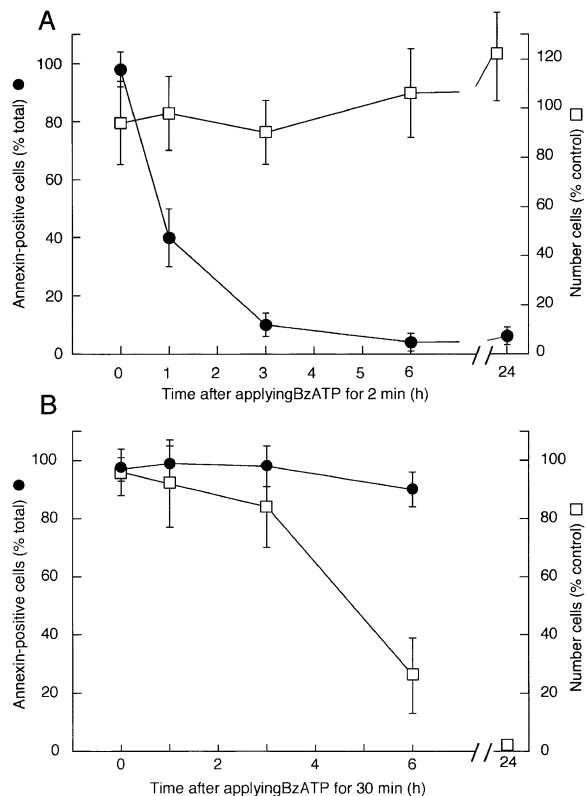 A
Annexin-positive cells (% total)
100
80
60
40
20
0
120
100
80
60
40
20
0
Number cells (% control)
0 1 2 3 4 5 6 24
Time after applyingBzATP for 2 min (h)
B
Annexin-positive cells (% total)
100
80
60
40
20
0
100
80
60
40
20
0
Number cells (% control)
0 1 2 3 4 5 6 24
Time after applyingBzATP for 30 min (h)